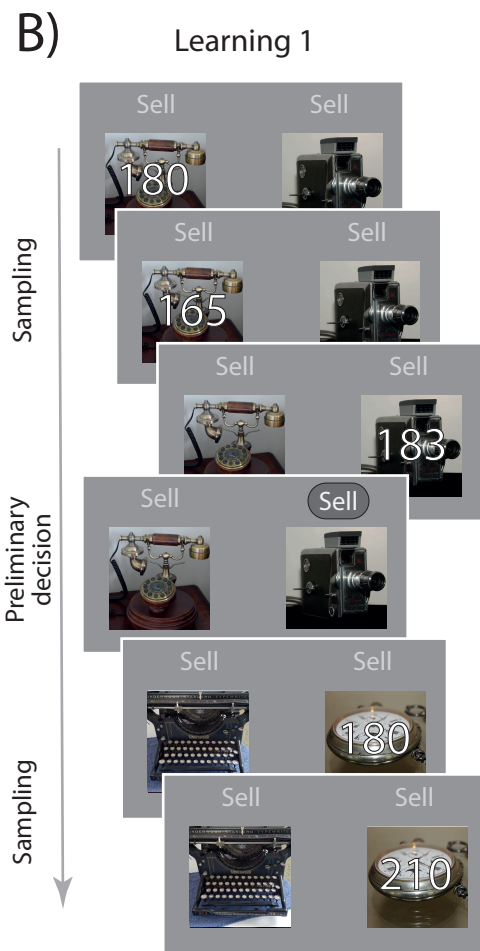 B)
Learning 1
Sell Sell
180
Sampling
Sell Sell
165
Sell Sell
183
Preliminary
decision
Sell Sell
Sell Sell
180
Sampling
Sell Sell
210